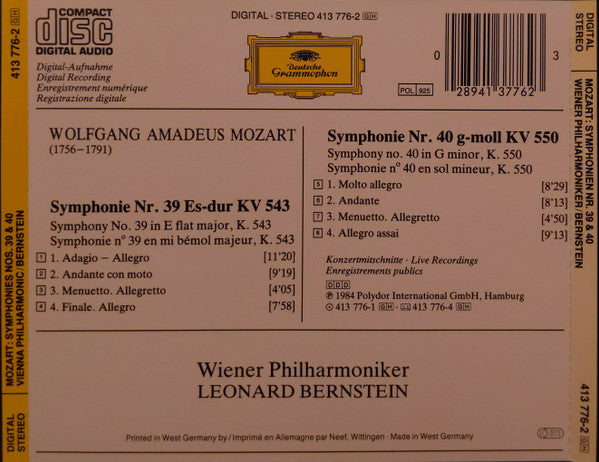 COMPACT
disc
DIGITAL AUDIO
DIGITAL · STEREO 413 776-2 GH
Deutsche
Grammophon
0 28941 37762 3
POL 925
Digital-Aufnahme
Digital Recording
Enregistrement numérique
Registrazione digitale
WOLFGANG AMADEUS MOZART
(1756–1791)
Symphonie Nr. 39 Es-dur KV 543
Symphony No. 39 in E flat major, K. 543
Symphonie n° 39 en mi bémol majeur, K. 543
1 1. Adagio – Allegro [11'20]
2 2. Andante con moto [9'19]
3 3. Menuetto. Allegretto [4'05]
4 4. Finale. Allegro [7'58]
Symphonie Nr. 40 g-moll KV 550
Symphony no. 40 in G minor, K. 550
Symphonie n° 40 en sol mineur, K. 550
5 1. Molto allegro [8'29]
6 2. Andante [8'13]
7 3. Menuetto. Allegretto [4'50]
8 4. Allegro assai [9'13]
Konzertmitschnitte · Live Recordings
Enregistrements publics
DDD
℗ 1984 Polydor International GmbH, Hamburg
413 776-1 GH · 413 776-4 GH
Wiener Philharmoniker
LEONARD BERNSTEIN
Printed in West Germany by / Imprimé en Allemagne par Neef, Wittingen · Made in West Germany
413 776-2 GH
MOZART: SYMPHONIES NOS. 39 & 40
VIENNA PHILHARMONIC/BERNSTEIN
DIGITAL
STEREO
DIGITAL
STEREO
MOZART: SYMPHONIEN NR. 39 & 40
WIENER PHILHARMONIKER/BERNSTEIN
413 776-2 GH